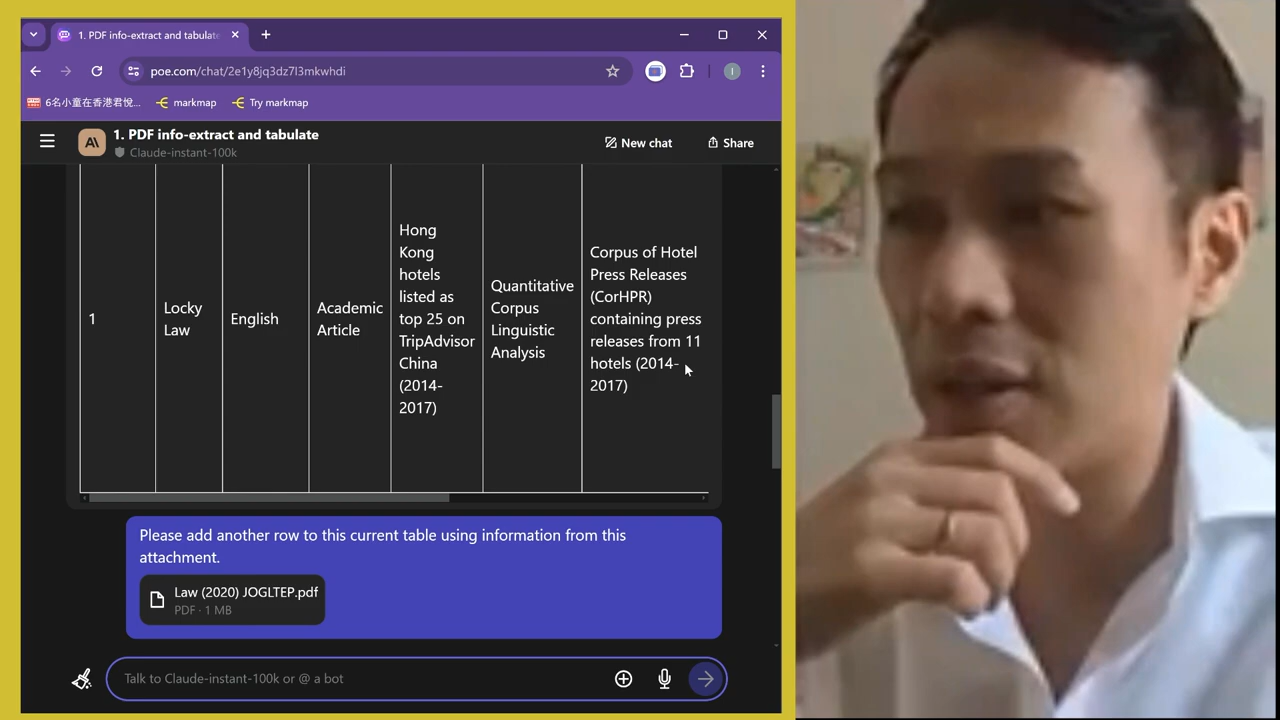 1. PDF info-extract and tabulate
poe.com/chat/2e1y8jq3dz7l3mkwhdi
I
6名小童在香港君悅...
markmap
Try markmap
1. PDF info-extract and tabulate
Claude-instant-100k
New chat
Share
1
Locky
Law
English
Academic
Article
Hong
Kong
hotels
listed as
top 25 on
TripAdvisor
China
(2014-
2017)
Quantitative
Corpus
Linguistic
Analysis
Corpus of Hotel
Press Releases
(CorHPR)
containing press
releases from 11
hotels (2014-
2017)
Please add another row to this current table using information from this
attachment.
Law (2020) JOGLTEP.pdf
PDF · 1 MB
Talk to Claude-instant-100k or @ a bot